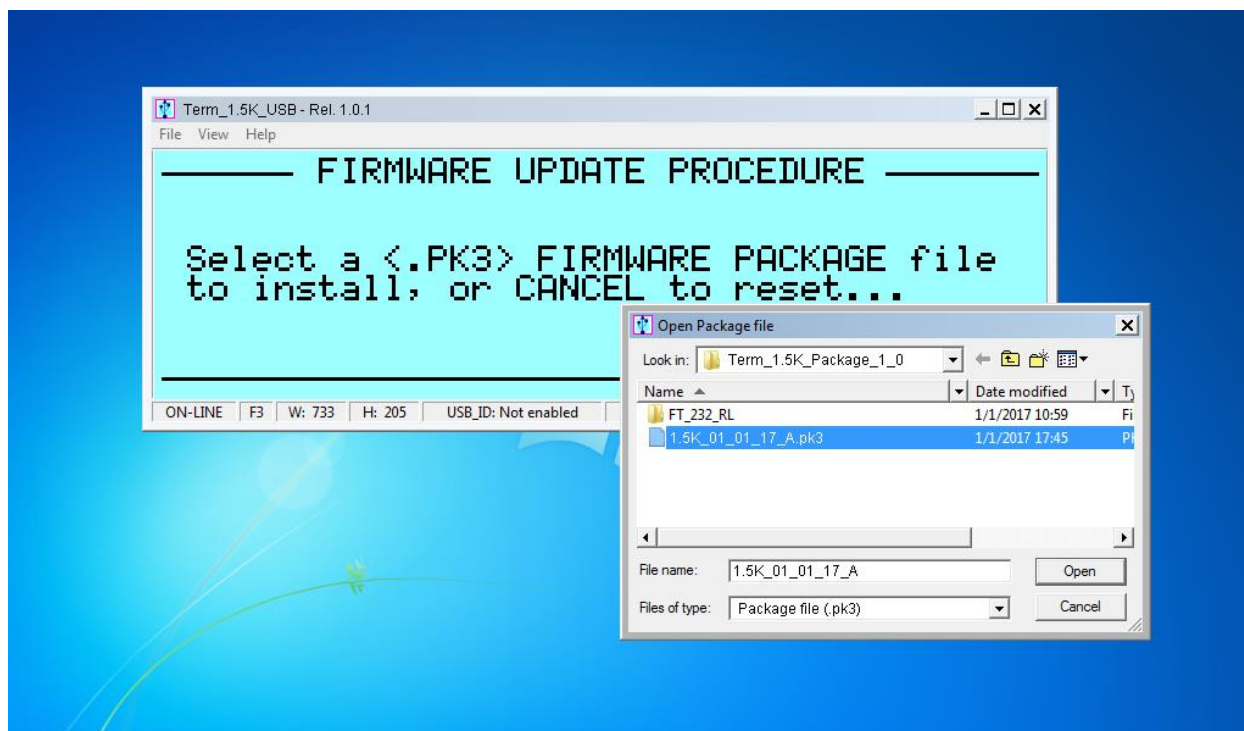 Term_1.5K_USB - Rel. 1.0.1
File View Help
FIRMWARE UPDATE PROCEDURE
Select a <.PK3> FIRMWARE PACKAGE file
to install, or CANCEL to reset...
ON-LINE F3 W: 733 H: 205 USB_ID: Not enabled
Open Package file
Look in: Term_1.5K_Package_1_0
Name Date modified Ty
FT_232_RL 1/1/2017 10:59 Fi
1.5K_01_01_17_A.pk3 1/1/2017 17:45 PK
File name: 1.5K_01_01_17_A Open
Files of type: Package file (.pk3) Cancel